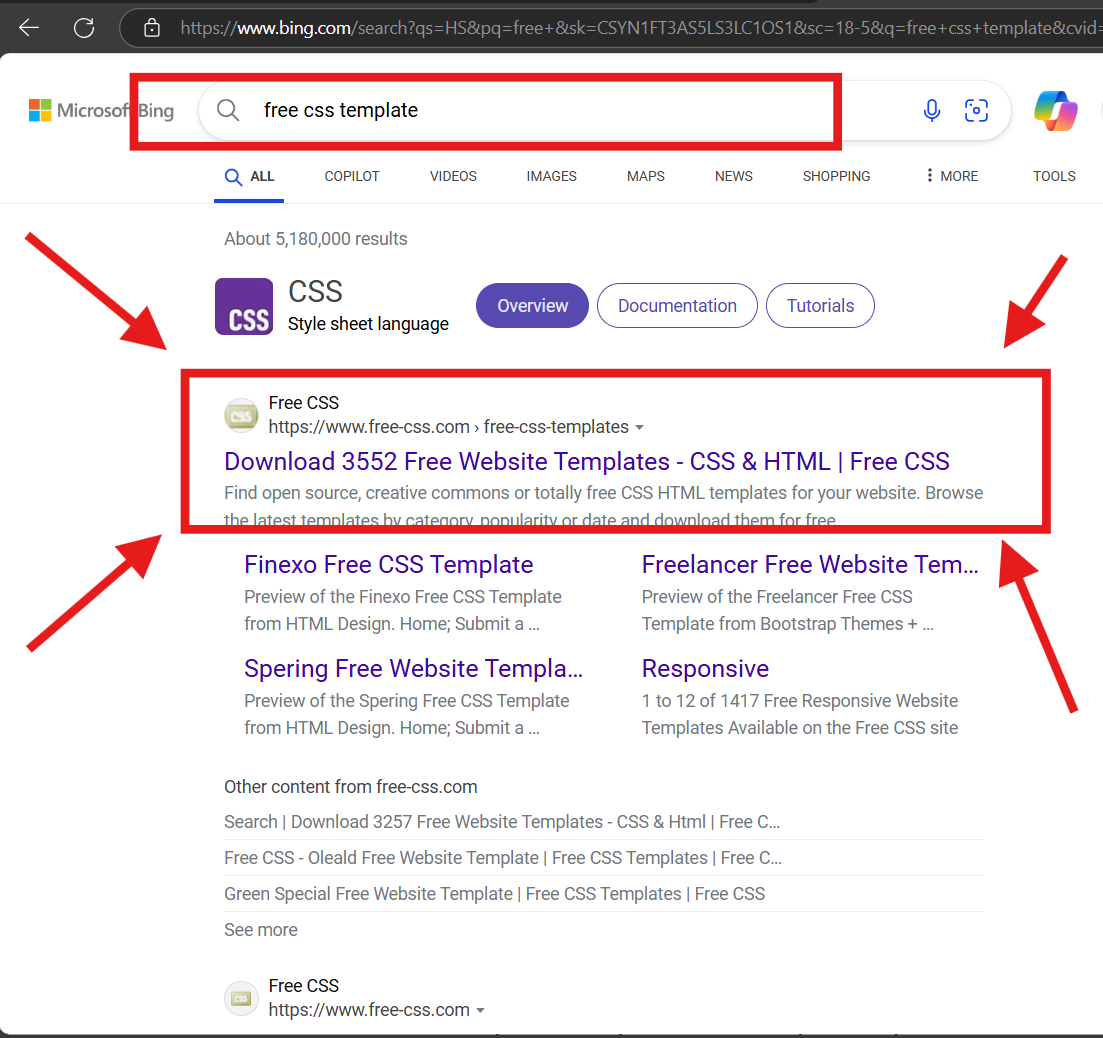 https://www.bing.com/search?qs=HS&pq=free+&sk=CSYN1FT3AS5LS3LC1OS1&sc=18-5&q=free+css+template&cvid=
Microsoft Bing
free css template
ALL COPILOT VIDEOS IMAGES MAPS NEWS SHOPPING MORE TOOLS
About 5,180,000 results
CSS
CSS
Style sheet language
Overview Documentation Tutorials
Free CSS
CSS
https://www.free-css.com › free-css-templates
Download 3552 Free Website Templates - CSS & HTML | Free CSS
Find open source, creative commons or totally free CSS HTML templates for your website. Browse
the latest templates by category, popularity or date and download them for free.
Finexo Free CSS Template
Preview of the Finexo Free CSS Template
from HTML Design. Home; Submit a ...
Freelancer Free Website Tem...
Preview of the Freelancer Free CSS
Template from Bootstrap Themes + ...
Spering Free Website Templa...
Preview of the Spering Free CSS Template
from HTML Design. Home; Submit a ...
Responsive
1 to 12 of 1417 Free Responsive Website
Templates Available on the Free CSS site
Other content from free-css.com
Search | Download 3257 Free Website Templates - CSS & Html | Free C...
Free CSS - Oleald Free Website Template | Free CSS Templates | Free C...
Green Special Free Website Template | Free CSS Templates | Free CSS
See more
Free CSS
CSS
https://www.free-css.com